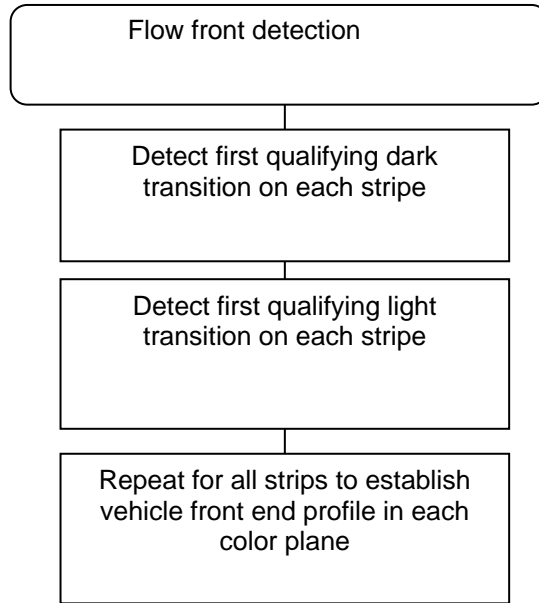 Flow front detection
Detect first qualifying dark
transition on each stripe
Detect first qualifying light
transition on each stripe
Repeat for all strips to establish
vehicle front end profile in each
color plane